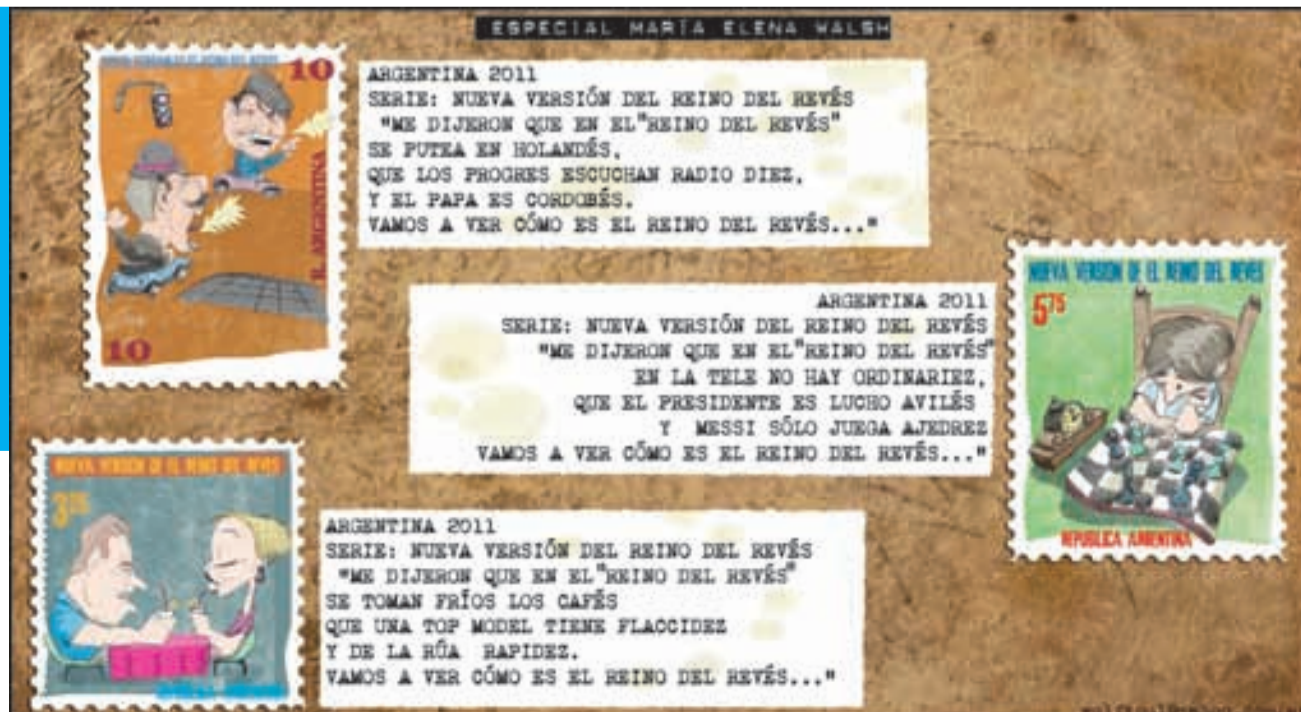 ESPECIAL MARÍA ELENA WALSH
10
R. ARGENTINA
10
ARGENTINA 2011
SERIE: NUEVA VERSIÓN DEL REINO DEL REVÉS
"ME DIJERON QUE EN EL"REINO DEL REVÉS"
SE PUTEA EN HOLANDÉS,
QUE LOS PROGRES ESCUCHAN RADIO DIEZ,
Y EL PAPA ES CORDOBÉS.
VAMOS A VER CÓMO ES EL REINO DEL REVÉS..."
ARGENTINA 2011
SERIE: NUEVA VERSIÓN DEL REINO DEL REVÉS
"ME DIJERON QUE EN EL"REINO DEL REVÉS"
EN LA TELE NO HAY ORDINARIEZ,
QUE EL PRESIDENTE ES LUCHO AVILÉS
Y MESSI SÓLO JUEGA AJEDREZ
VAMOS A VER CÓMO ES EL REINO DEL REVÉS..."
NUEVA VERSION DE EL REINO DEL REVES
575
REPUBLICA ARGENTINA
NUEVA VERSION DE EL REINO DEL REVES
ARGENTINA 2011
SERIE: NUEVA VERSIÓN DEL REINO DEL REVÉS
"ME DIJERON QUE EN EL"REINO DEL REVÉS"
SE TOMAN FRÍOS LOS CAFÉS
QUE UNA TOP MODEL TIENE FLACCIDEZ
Y DE LA RÚA RAPIDEZ.
VAMOS A VER CÓMO ES EL REINO DEL REVÉS..."